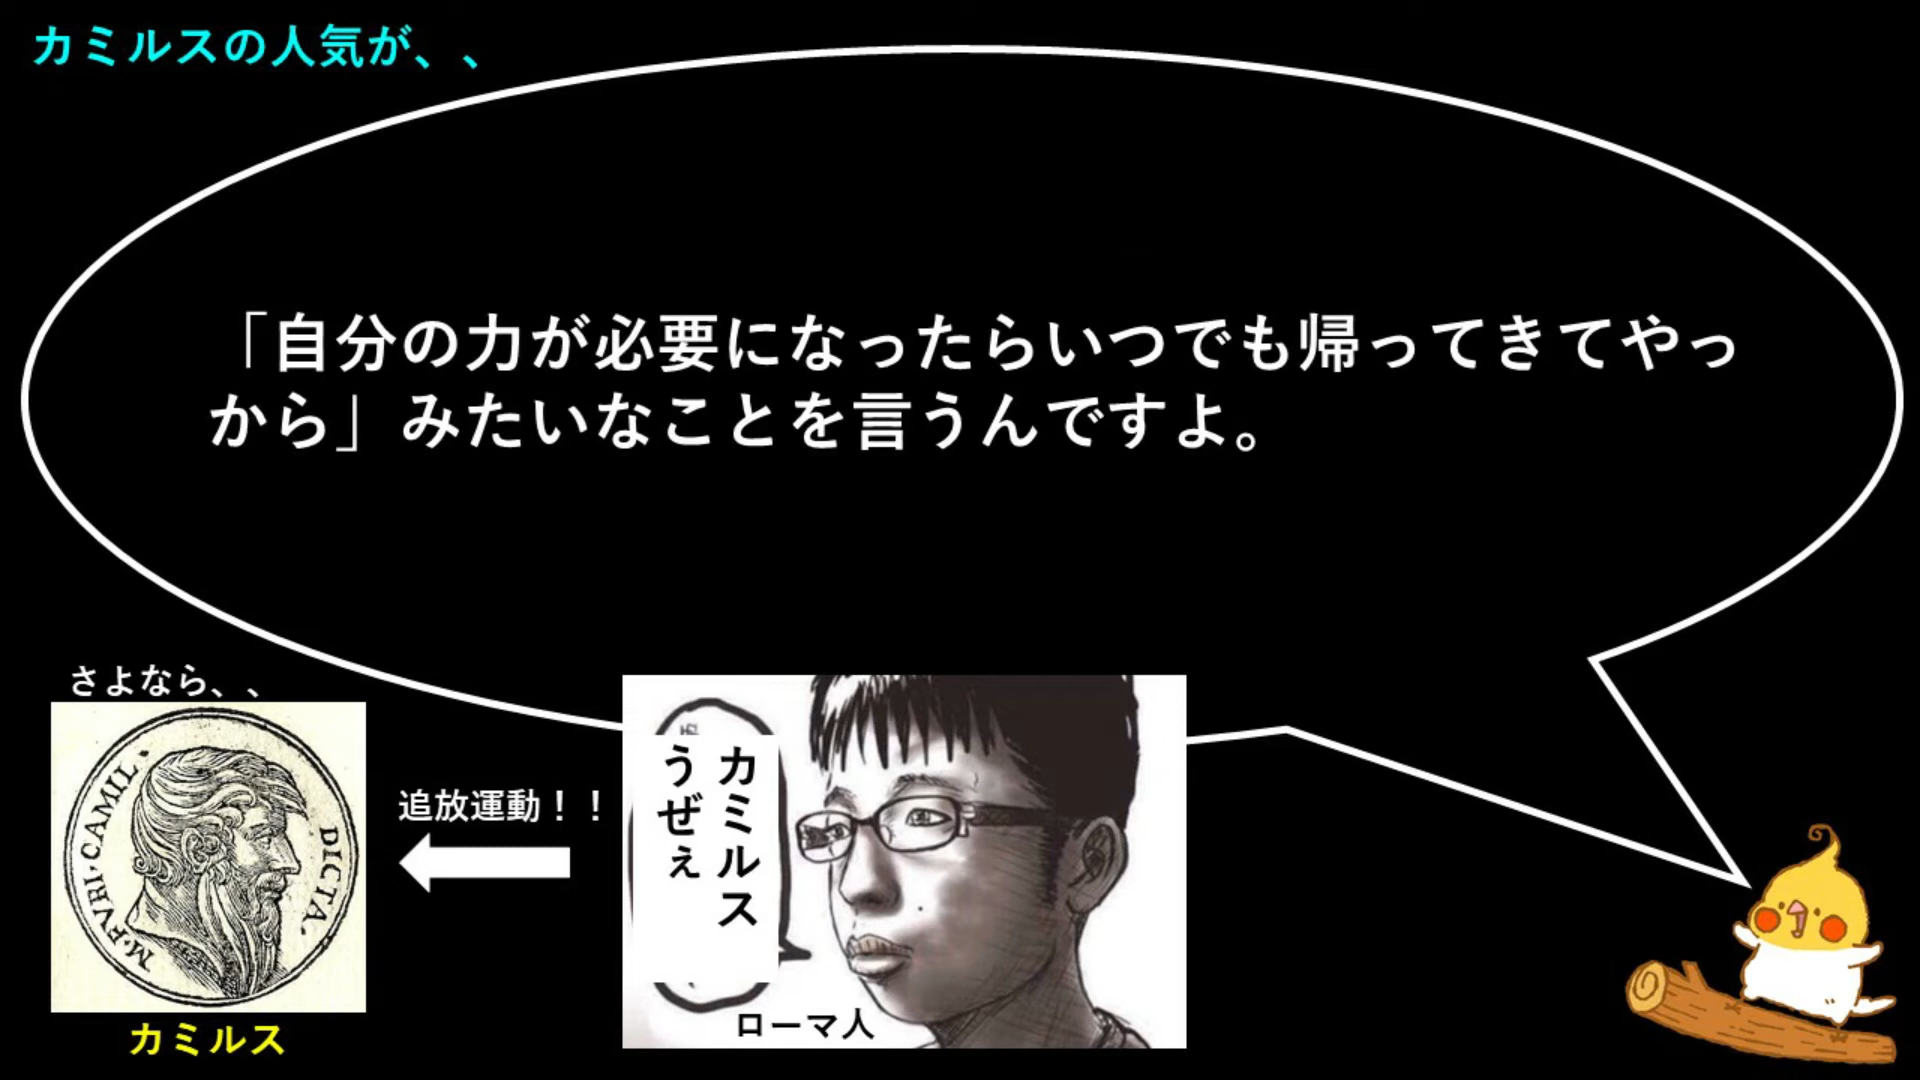 カミルスの人気が、、
「自分の力が必要になったらいつでも帰ってきてやっ
から」みたいなことを言うんですよ。
さよなら、、
M·FVRI·CAMIL·
DICTA.
カミルス
追放運動！！
カミルス
うぜぇ
ローマ人